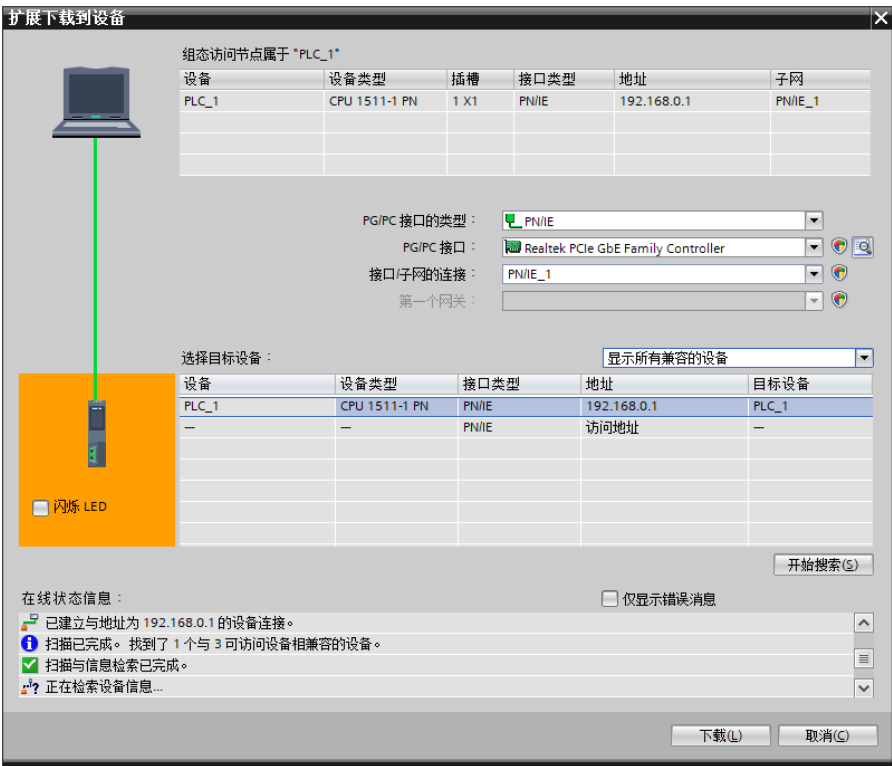 扩展下载到设备
组态访问节点属于 "PLC_1"
设备 设备类型 插槽 接口类型 地址 子网
PLC_1 CPU 1511-1 PN 1 X1 PN/IE 192.168.0.1 PN/IE_1
PG/PC 接口的类型： PN/IE
PG/PC 接口： Realtek PCIe GbE Family Controller
接口/子网的连接： PN/IE_1
第一个网关：
选择目标设备： 显示所有兼容的设备
设备 设备类型 接口类型 地址 目标设备
PLC_1 CPU 1511-1 PN PN/IE 192.168.0.1 PLC_1
— — PN/IE 访问地址 —
闪烁 LED
开始搜索(S)
在线状态信息： 仅显示错误消息
已建立与地址为 192.168.0.1 的设备连接。
扫描已完成。找到了 1 个与 3 可访问设备相兼容的设备。
扫描与信息检索已完成。
正在检索设备信息...
下载(L) 取消(C)